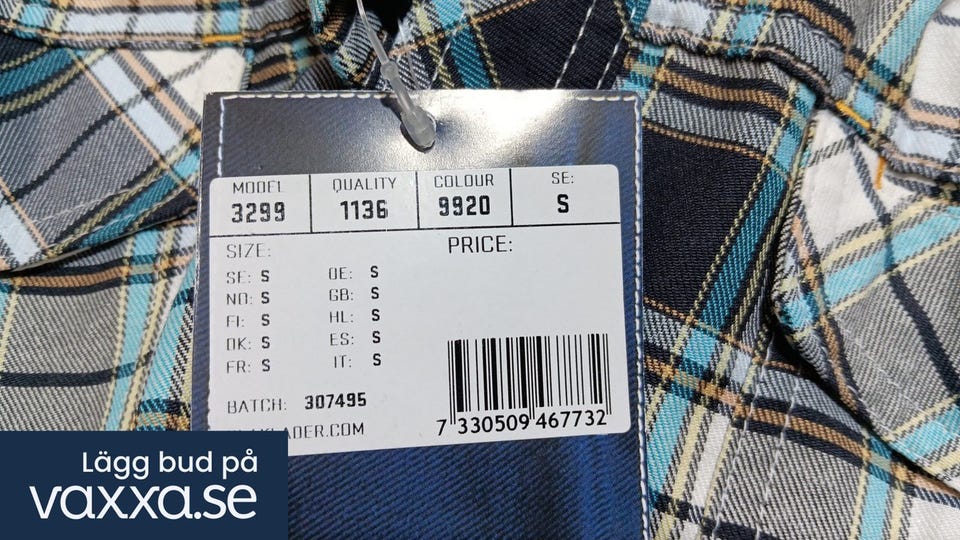 MODEL QUALITY COLOUR SE:
3299 1136 9920 S
SIZE: PRICE:
SE: S DE: S
NO: S GB: S
FI: S HL: S
DK: S ES: S
FR: S IT: S
BATCH: 307495
7 330509 467732
Lägg bud på
vaxxa.se